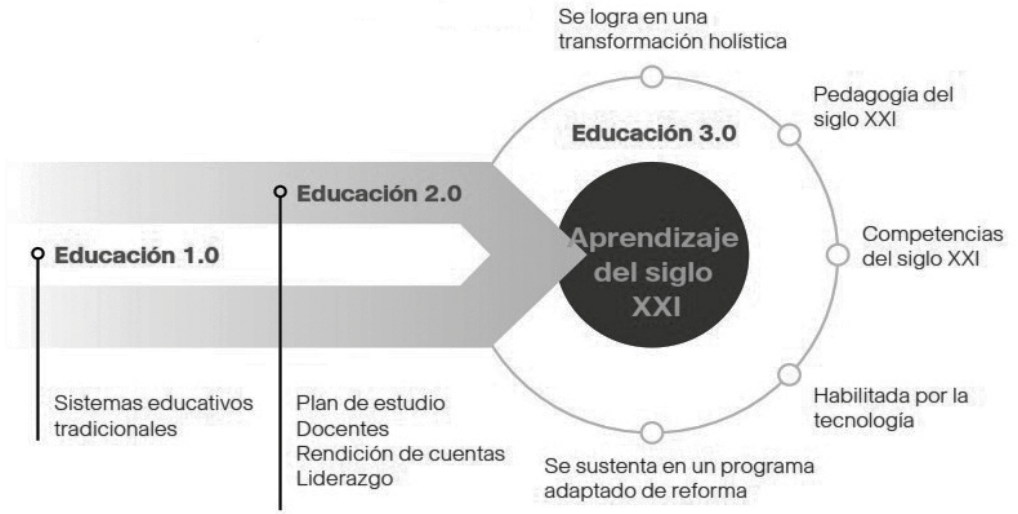 Se logra en una
transformación holística
Educación 3.0
Pedagogía del
siglo XXI
Educación 2.0
Educación 1.0
Aprendizaje
del siglo
XXI
Competencias
del siglo XXI
Sistemas educativos
tradicionales
Plan de estudio
Docentes
Rendición de cuentas
Liderazgo
Habilitada por la
tecnología
Se sustenta en un programa
adaptado de reforma